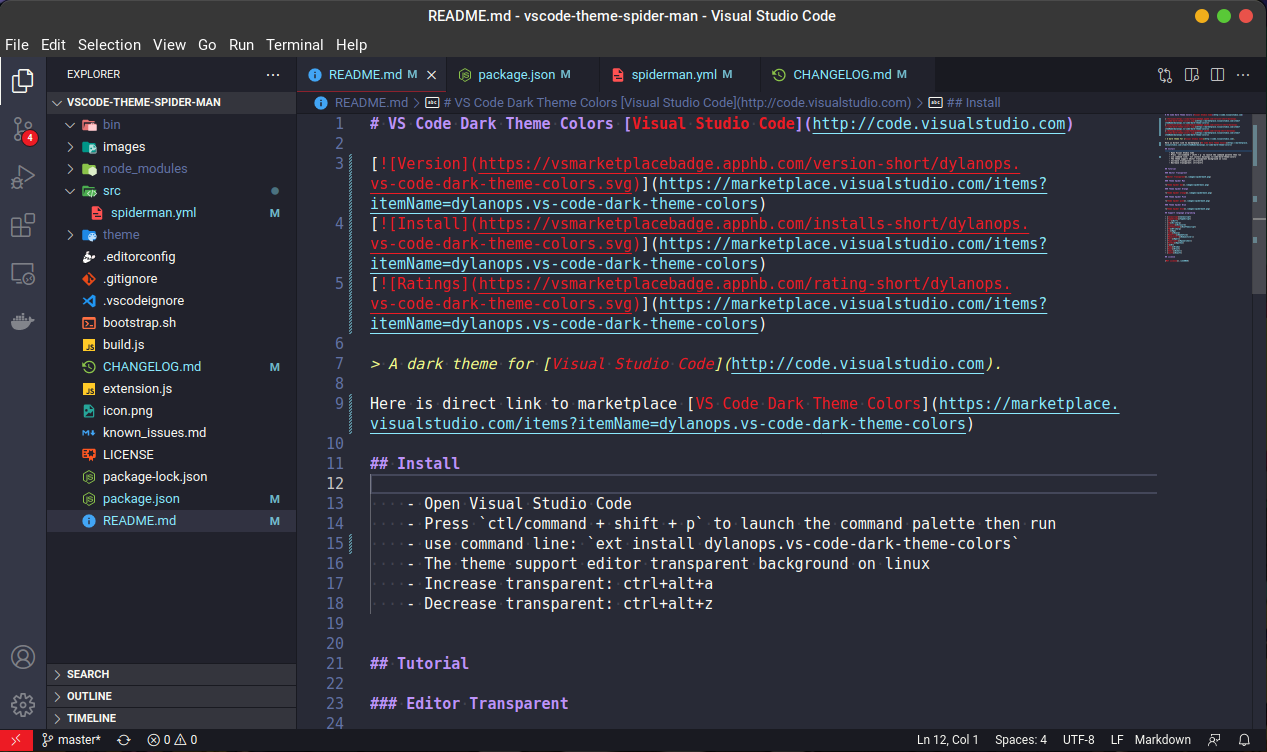 README.md - vscode-theme-spider-man - Visual Studio Code
File Edit Selection View Go Run Terminal Help
EXPLORER
VSCODE-THEME-SPIDER-MAN
bin
images
node_modules
src
spiderman.yml M
theme
.editorconfig
.gitignore
.vscodeignore
bootstrap.sh
build.js
CHANGELOG.md M
extension.js
icon.png
known_issues.md
LICENSE
package-lock.json
package.json M
README.md M
SEARCH
OUTLINE
TIMELINE
4
README.md M package.json M spiderman.yml M CHANGELOG.md M
README.md > # VS Code Dark Theme Colors [Visual Studio Code](http://code.visualstudio.com) > ## Install
1 # VS Code Dark Theme Colors [Visual Studio Code](http://code.visualstudio.com)
2
3 [![Version](https://vsmarketplacebadge.apphb.com/version-short/dylanops.
vs-code-dark-theme-colors.svg)](https://marketplace.visualstudio.com/items?
itemName=dylanops.vs-code-dark-theme-colors)
4 [![Install](https://vsmarketplacebadge.apphb.com/installs-short/dylanops.
vs-code-dark-theme-colors.svg)](https://marketplace.visualstudio.com/items?
itemName=dylanops.vs-code-dark-theme-colors)
5 [![Ratings](https://vsmarketplacebadge.apphb.com/rating-short/dylanops.
vs-code-dark-theme-colors.svg)](https://marketplace.visualstudio.com/items?
itemName=dylanops.vs-code-dark-theme-colors)
6
7 > A dark theme for [Visual Studio Code](http://code.visualstudio.com).
8
9 Here is direct link to marketplace [VS Code Dark Theme Colors](https://marketplace.
visualstudio.com/items?itemName=dylanops.vs-code-dark-theme-colors)
10
11 ## Install
12
13 - Open Visual Studio Code
14 - Press `ctl/command + shift + p` to launch the command palette then run
15 - use command line: `ext install dylanops.vs-code-dark-theme-colors`
16 - The theme support editor transparent background on linux
17 - Increase transparent: ctrl+alt+a
18 - Decrease transparent: ctrl+alt+z
19
20
21 ## Tutorial
22
23 ### Editor Transparent
24
master* 0 0 Ln 12, Col 1 Spaces: 4 UTF-8 LF Markdown